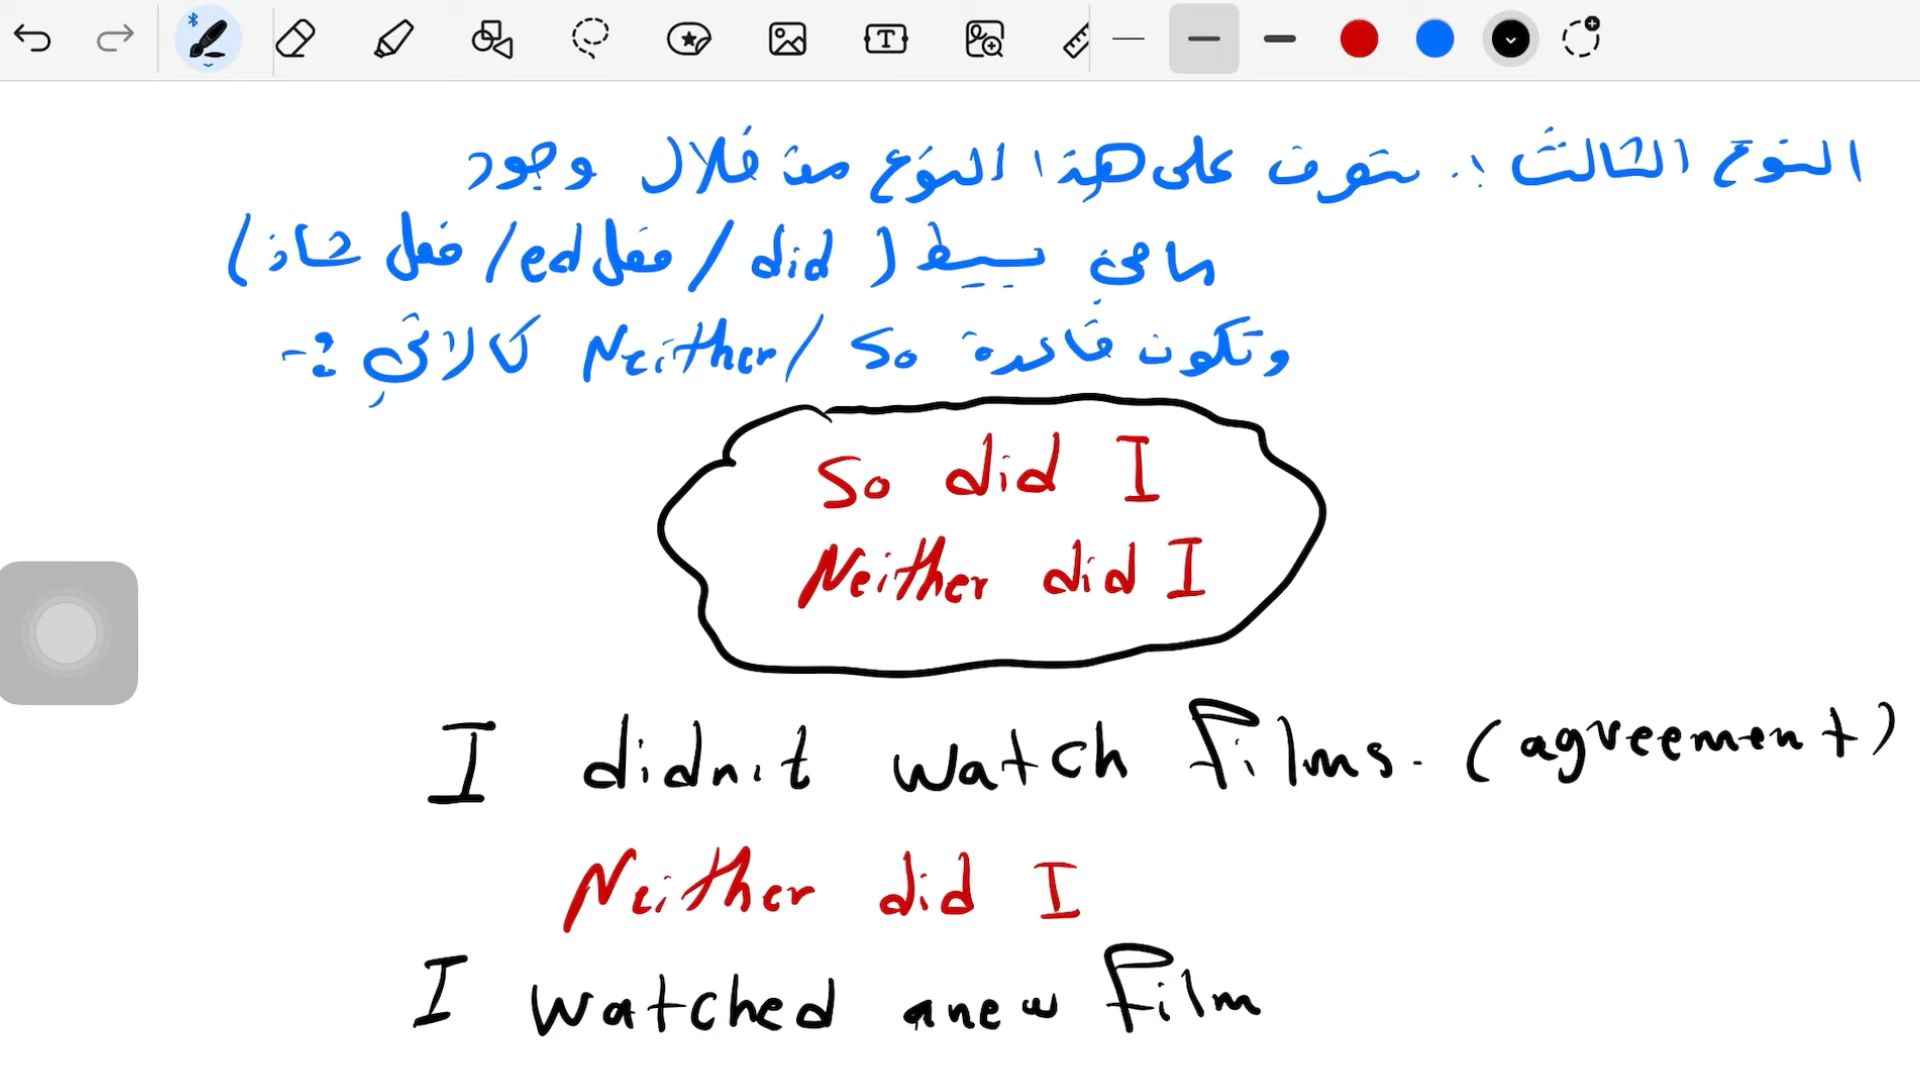 النوع الثالث :. نتعرف على هذا النوع من خلال وجود
ماضي بسيط ( did / فعل ed / فعل شاذ )
وتكون قاعدة Neither / So كالاتي :-
So did I
Neither did I
I didn't watch films. (agreement)
Neither did I
I watched a new film